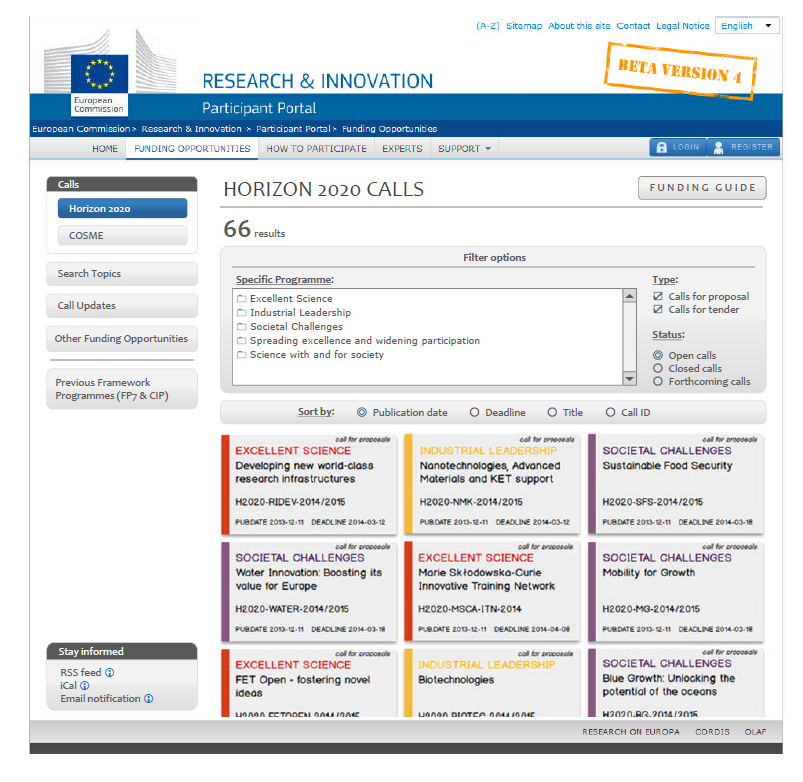 (A-Z) Sitemap About this site Contact Legal Notice English
RESEARCH & INNOVATION
BETA VERSION 4
European
Commission
Participant Portal
European Commission > Research & Innovation > Participant Portal > Funding Opportunities
HOME FUNDING OPPORTUNITIES HOW TO PARTICIPATE EXPERTS SUPPORT LOGIN REGISTER
Calls
Horizon 2020
COSME
Search Topics
Call Updates
Other Funding Opportunities
Previous Framework
Programmes (FP7 & CIP)
HORIZON 2020 CALLS
FUNDING GUIDE
66 results
Filter options
Specific Programme:
Excellent Science
Industrial Leadership
Societal Challenges
Spreading excellence and widening participation
Science with and for society
Type:
Calls for proposal
Calls for tender
Status:
Open calls
Closed calls
Forthcoming calls
Sort by: Publication date Deadline Title Call ID
call for proposals
EXCELLENT SCIENCE
Developing new world-class
research infrastructures
H2020-RIDEV-2014/2015
PUBDATE 2013-12-11 DEADLINE 2014-03-12
call for proposals
INDUSTRIAL LEADERSHIP
Nanotechnologies, Advanced
Materials and KET support
H2020-NMK-2014/2015
PUBDATE 2013-12-11 DEADLINE 2014-03-12
call for proposals
SOCIETAL CHALLENGES
Sustainable Food Security
H2020-SFS-2014/2015
PUBDATE 2013-12-11 DEADLINE 2014-03-18
call for proposals
SOCIETAL CHALLENGES
Water Innovation: Boosting its
value for Europe
H2020-WATER-2014/2015
PUBDATE 2013-12-11 DEADLINE 2014-03-18
call for proposals
EXCELLENT SCIENCE
Marie Skłodowska-Curie
Innovative Training Network
H2020-MSCA-ITN-2014
PUBDATE 2013-12-11 DEADLINE 2014-04-08
call for proposals
SOCIETAL CHALLENGES
Mobility for Growth
H2020-MG-2014/2015
PUBDATE 2013-12-11 DEADLINE 2014-03-18
call for proposals
EXCELLENT SCIENCE
FET Open - fostering novel
ideas
H2020-FETOPEN-2014/2015
call for proposals
INDUSTRIAL LEADERSHIP
Biotechnologies
H2020-BIOTEC-2014/2015
call for proposals
SOCIETAL CHALLENGES
Blue Growth: Unlocking the
potential of the oceans
H2020-BG-2014/2015
Stay informed
RSS feed
iCal
Email notification
RESEARCH ON EUROPA CORDIS OLAF